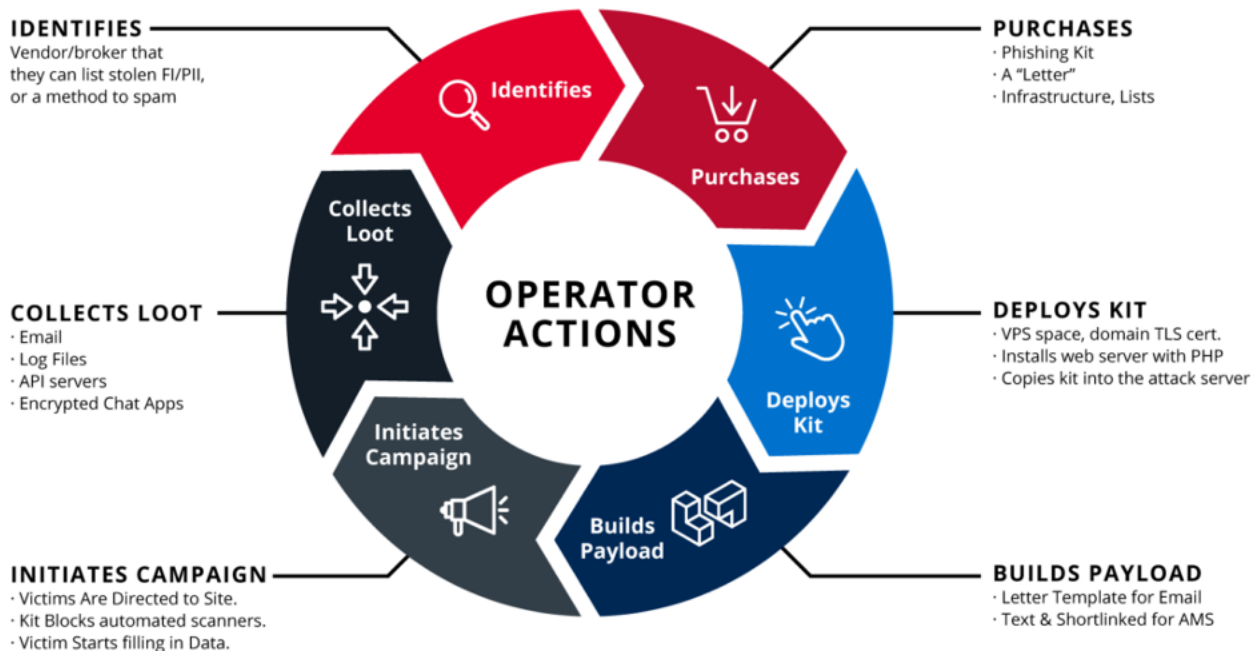 IDENTIFIES
Vendor/broker that
they can list stolen FI/PII,
or a method to spam
PURCHASES
· Phishing Kit
· A “Letter”
· Infrastructure, Lists
Identifies
Purchases
Collects
Loot
OPERATOR
ACTIONS
COLLECTS LOOT
· Email
· Log Files
· API servers
· Encrypted Chat Apps
DEPLOYS KIT
· VPS space, domain TLS cert.
· Installs web server with PHP
· Copies kit into the attack server
Deploys
Kit
Initiates
Campaign
Builds
Payload
INITIATES CAMPAIGN
· Victims Are Directed to Site.
· Kit Blocks automated scanners.
· Victim Starts filling in Data.
BUILDS PAYLOAD
· Letter Template for Email
· Text & Shortlinked for AMS